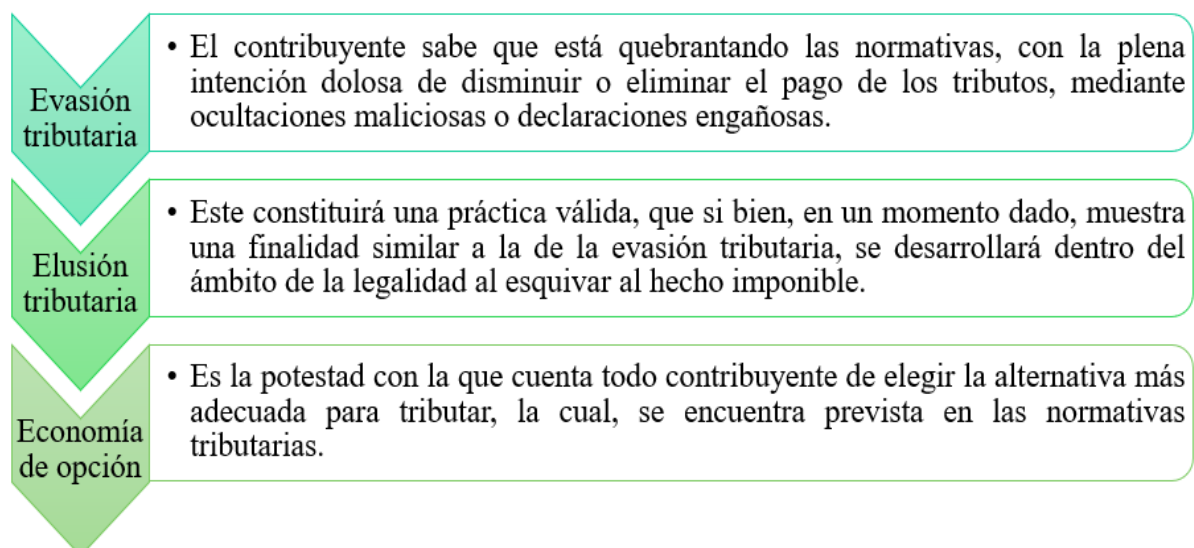 Evasión
tributaria
• El contribuyente sabe que está quebrantando las normativas, con la plena
intención dolosa de disminuir o eliminar el pago de los tributos, mediante
ocultaciones maliciosas o declaraciones engañosas.
Elusión
tributaria
• Este constituirá una práctica válida, que si bien, en un momento dado, muestra
una finalidad similar a la de la evasión tributaria, se desarrollará dentro del
ámbito de la legalidad al esquivar al hecho imponible.
Economía
de opción
• Es la potestad con la que cuenta todo contribuyente de elegir la alternativa más
adecuada para tributar, la cual, se encuentra prevista en las normativas
tributarias.